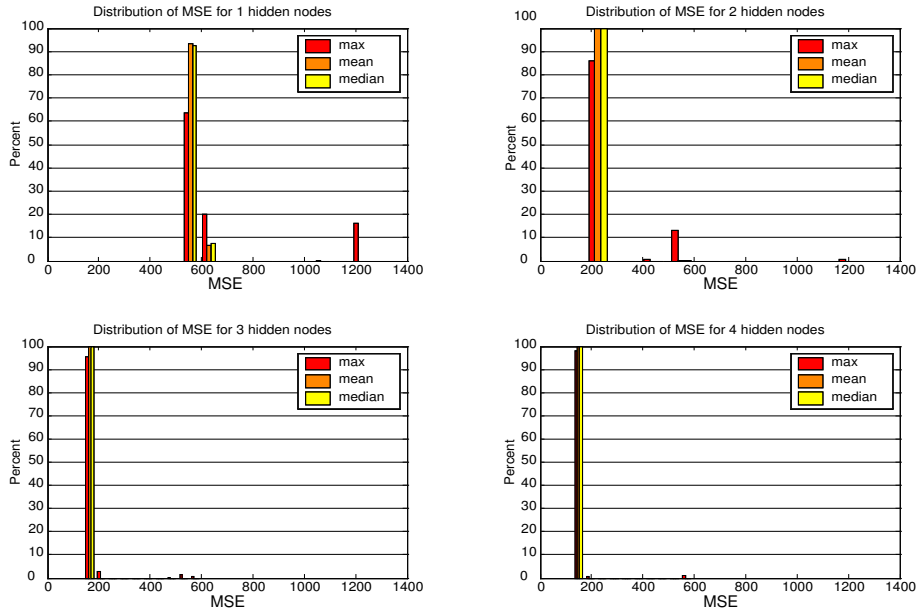 Distribution of MSE for 1 hidden nodes
100
90
80
70
60
50
40
30
20
10
0
Percent
max
mean
median
0 200 400 600 800 1000 1200 1400
MSE
Distribution of MSE for 2 hidden nodes
100
90
80
70
60
50
40
30
20
10
0
Percent
max
mean
median
0 200 400 600 800 1000 1200 1400
MSE
Distribution of MSE for 3 hidden nodes
100
90
80
70
60
50
40
30
20
10
0
Percent
max
mean
median
0 200 400 600 800 1000 1200 1400
MSE
Distribution of MSE for 4 hidden nodes
100
90
80
70
60
50
40
30
20
10
0
Percent
max
mean
median
0 200 400 600 800 1000 1200 1400
MSE